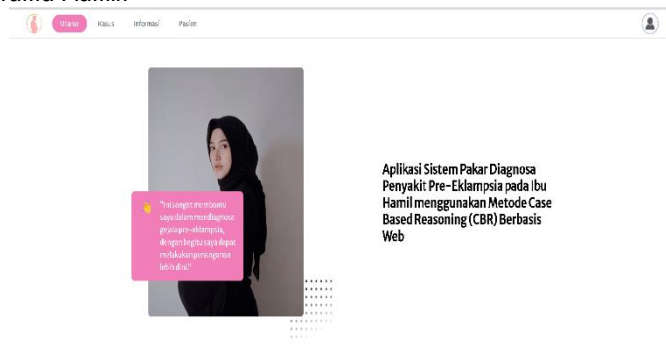 Utama Kasus Informasi Pasien
"Ini sangat membantu
saya dalam mendiagnosa
gejala pre-eklampsia,
dengan begitu saya dapat
melakukan penanganan
lebih dini."
Aplikasi Sistem Pakar Diagnosa
Penyakit Pre-Eklampsia pada Ibu
Hamil menggunakan Metode Case
Based Reasoning (CBR) Berbasis
Web